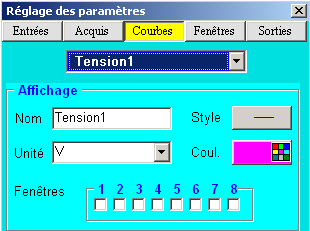 Réglage des paramètres
Entrées Acquis Courbes Fenêtres Sorties
Tension1
Affichage
Nom Tension1 Style
Unité V Coul.
Fenêtres 1 2 3 4 5 6 7 8